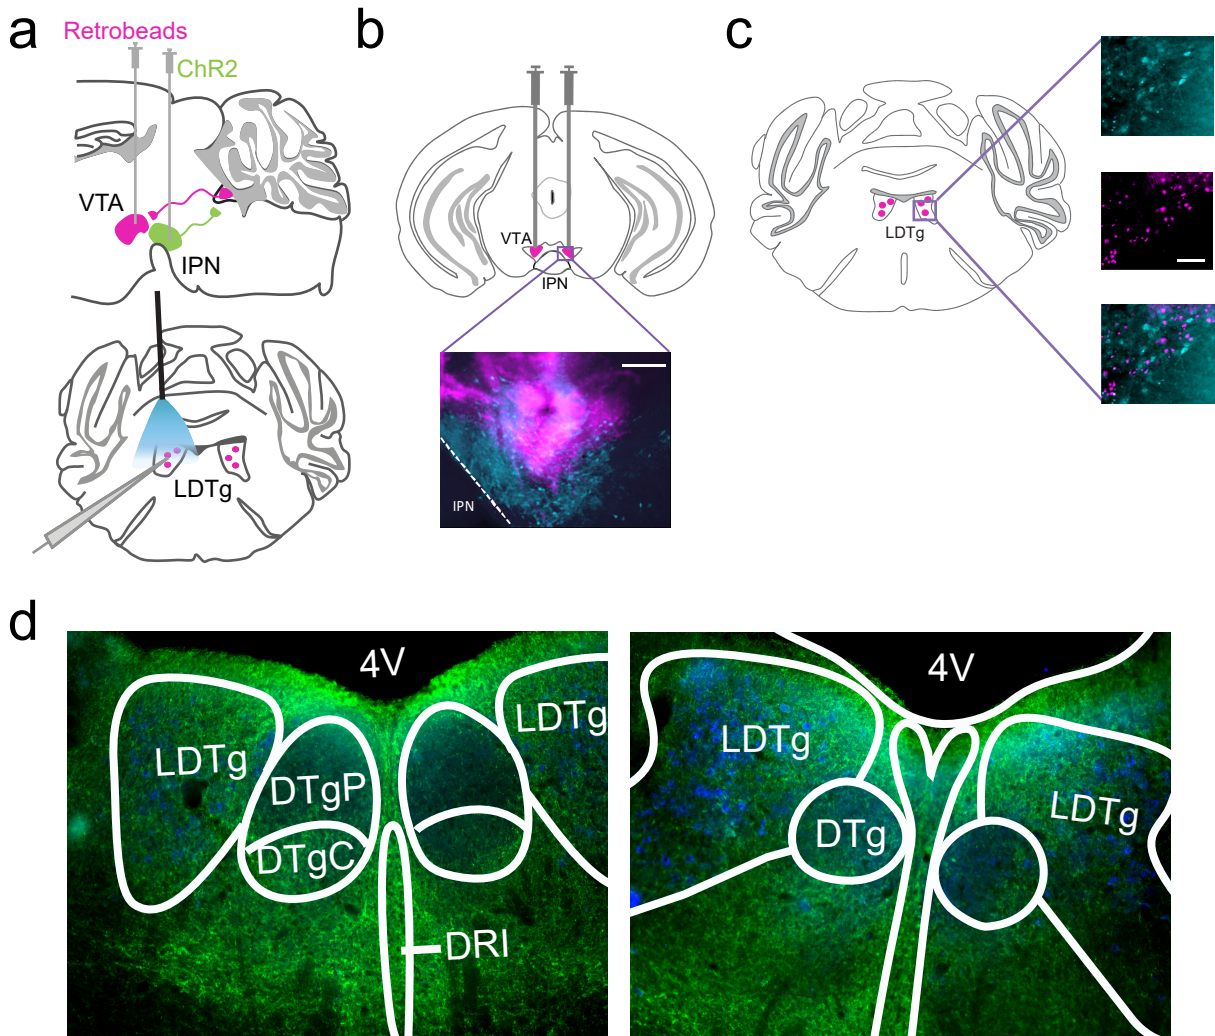 a
Retrobeads
ChR2
VTA
IPN
LDTg
b
VTA
IPN
IPN
c
LDTg
d
4V
LDTg
LDTg
DTgP
DTgC
DRI
4V
LDTg
LDTg
DTg